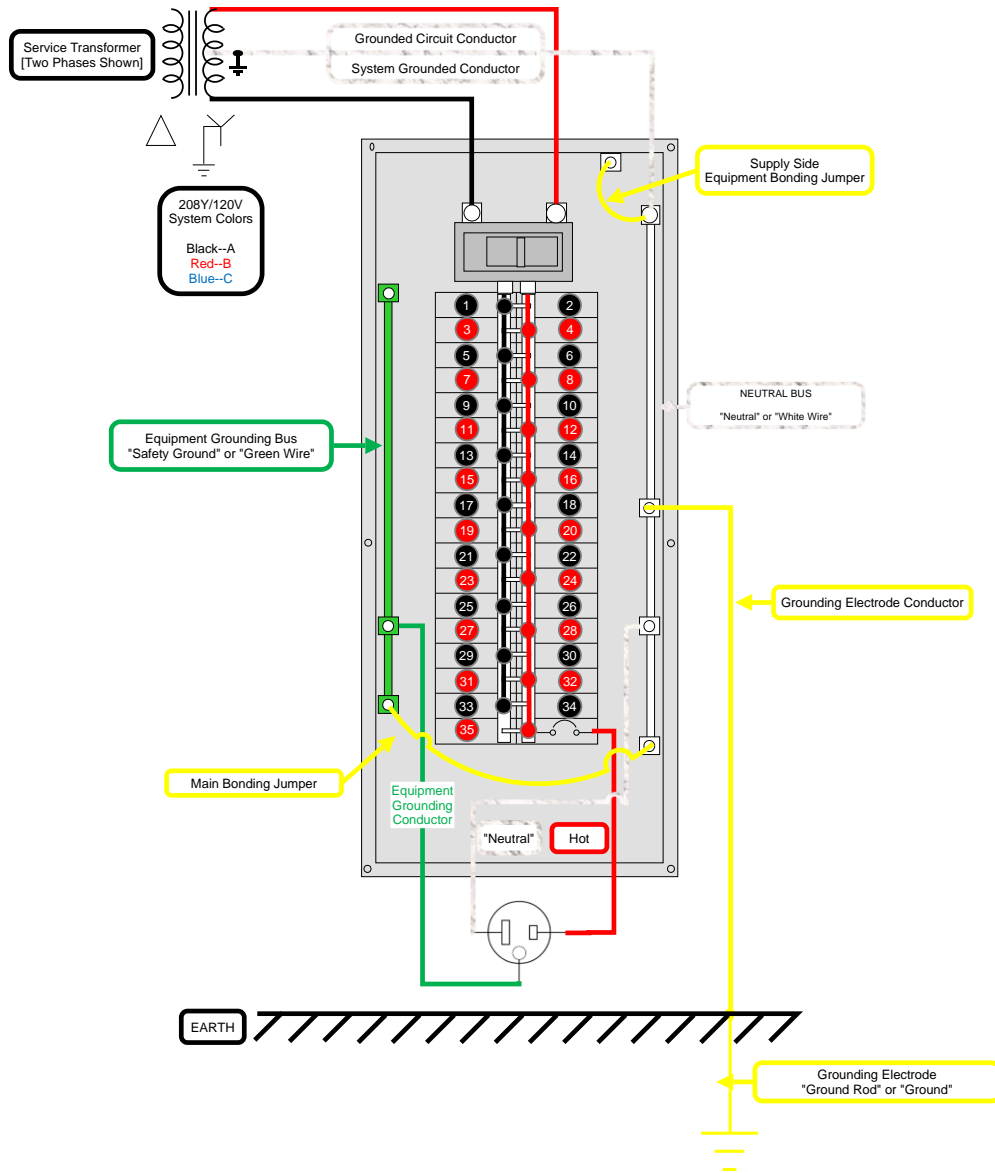 Service Transformer
[Two Phases Shown]
Grounded Circuit Conductor
System Grounded Conductor
Supply Side
Equipment Bonding Jumper
208Y/120V
System Colors
Black--A
Red--B
Blue--C
1 2
3 4
5 6
7 8
9 10
11 12
13 14
15 16
17 18
19 20
21 22
23 24
25 26
27 28
29 30
31 32
33 34
35
NEUTRAL BUS
"Neutral" or "White Wire"
Equipment Grounding Bus
"Safety Ground" or "Green Wire"
Grounding Electrode Conductor
Main Bonding Jumper
Equipment
Grounding
Conductor
"Neutral"
Hot
EARTH
Grounding Electrode
"Ground Rod" or "Ground"